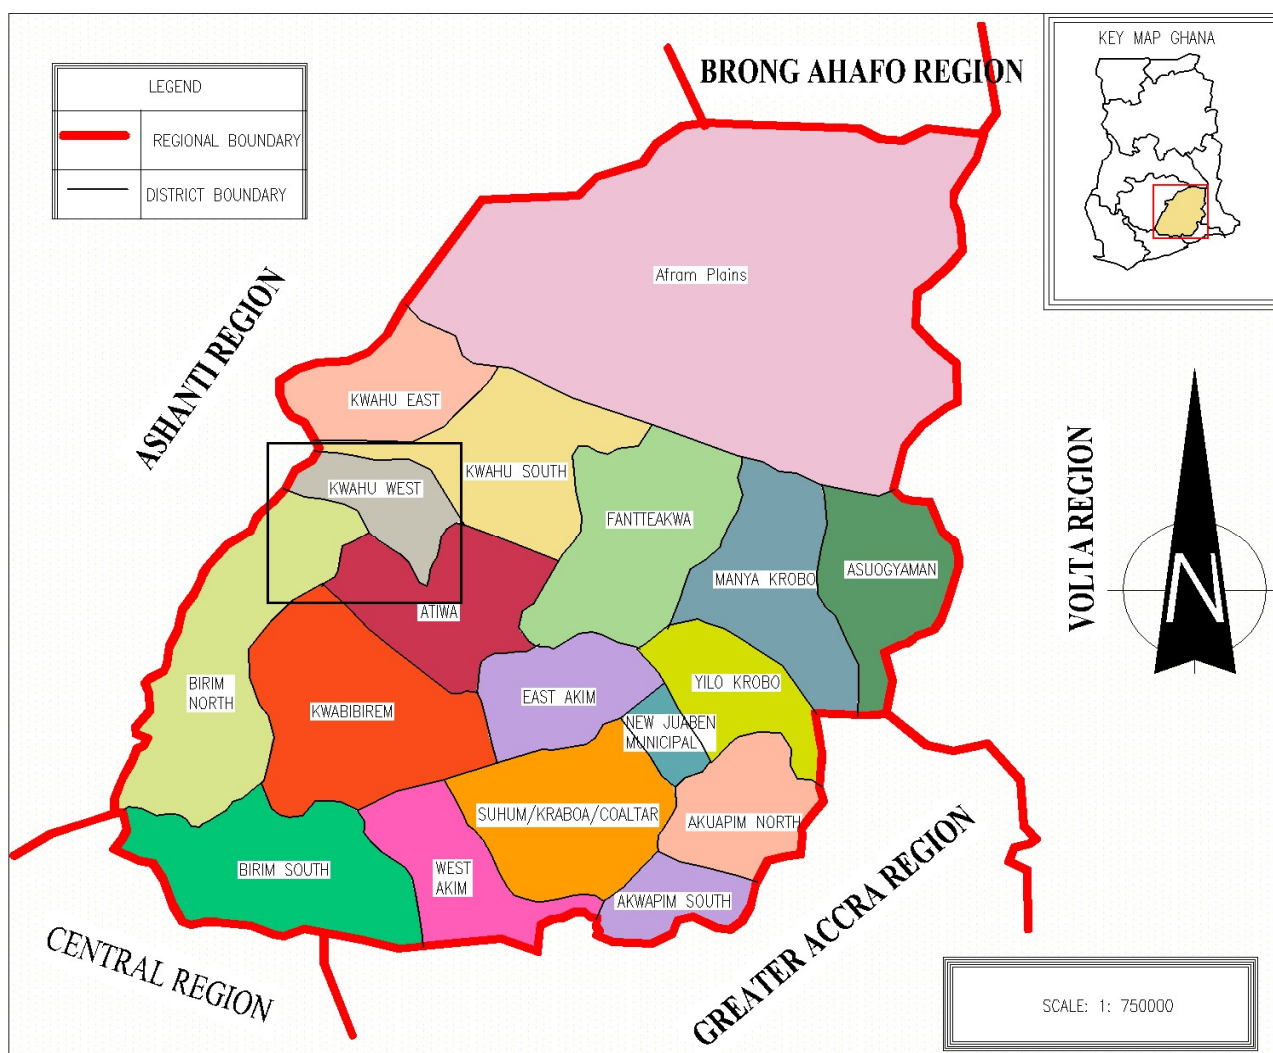 KEY MAP GHANA
BRONG AHAFO REGION
LEGEND
REGIONAL BOUNDARY
DISTRICT BOUNDARY
Afram Plains
ASHANTI REGION
KWAHU EAST
KWAHU SOUTH
KWAHU WEST
FANTTEAKWA
VOLTA REGION
MANYA KROBO
ASUOGYAMAN
N
ATIWA
BIRIM
NORTH
EAST AKIM
YILO KROBO
KWABIBIREM
NEW JUABEN
MUNICIPAL
SUHUM/KRABOA/COALTAR
AKUAPIM NORTH
BIRIM SOUTH
WEST
AKIM
AKWAPIM SOUTH
GREATER ACCRA REGION
CENTRAL REGION
SCALE: 1: 750000